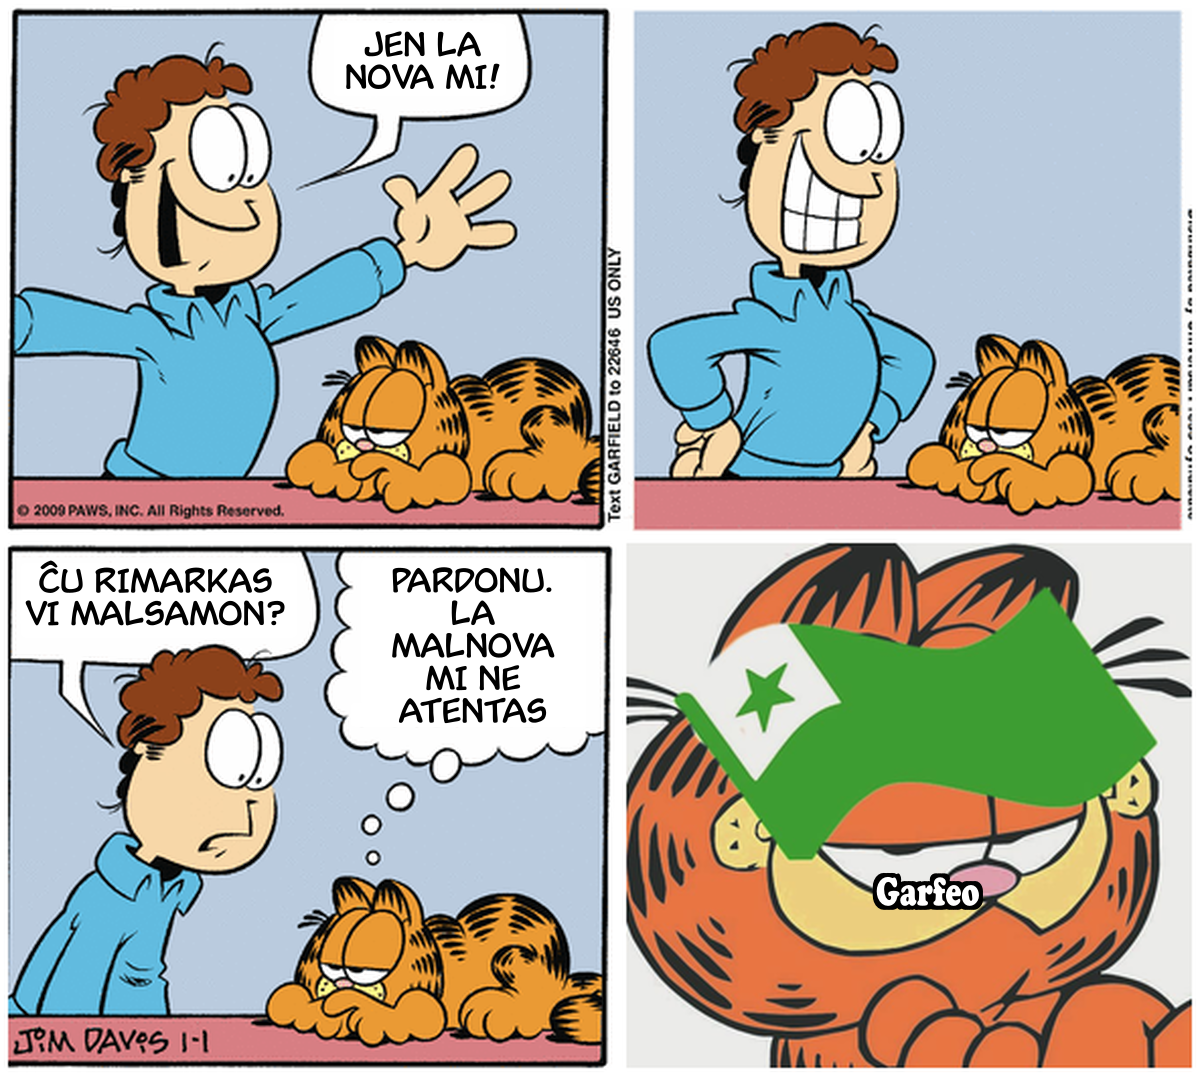 JEN LA
NOVA MI!
© 2009 PAWS, INC. All Rights Reserved.
Text GARFIELD to 22646 US ONLY
ĈU RIMARKAS
VI MALSAMON?
PARDONU.
LA
MALNOVA
MI NE
ATENTAS
JIM DAVIS 1-1
Garfeo